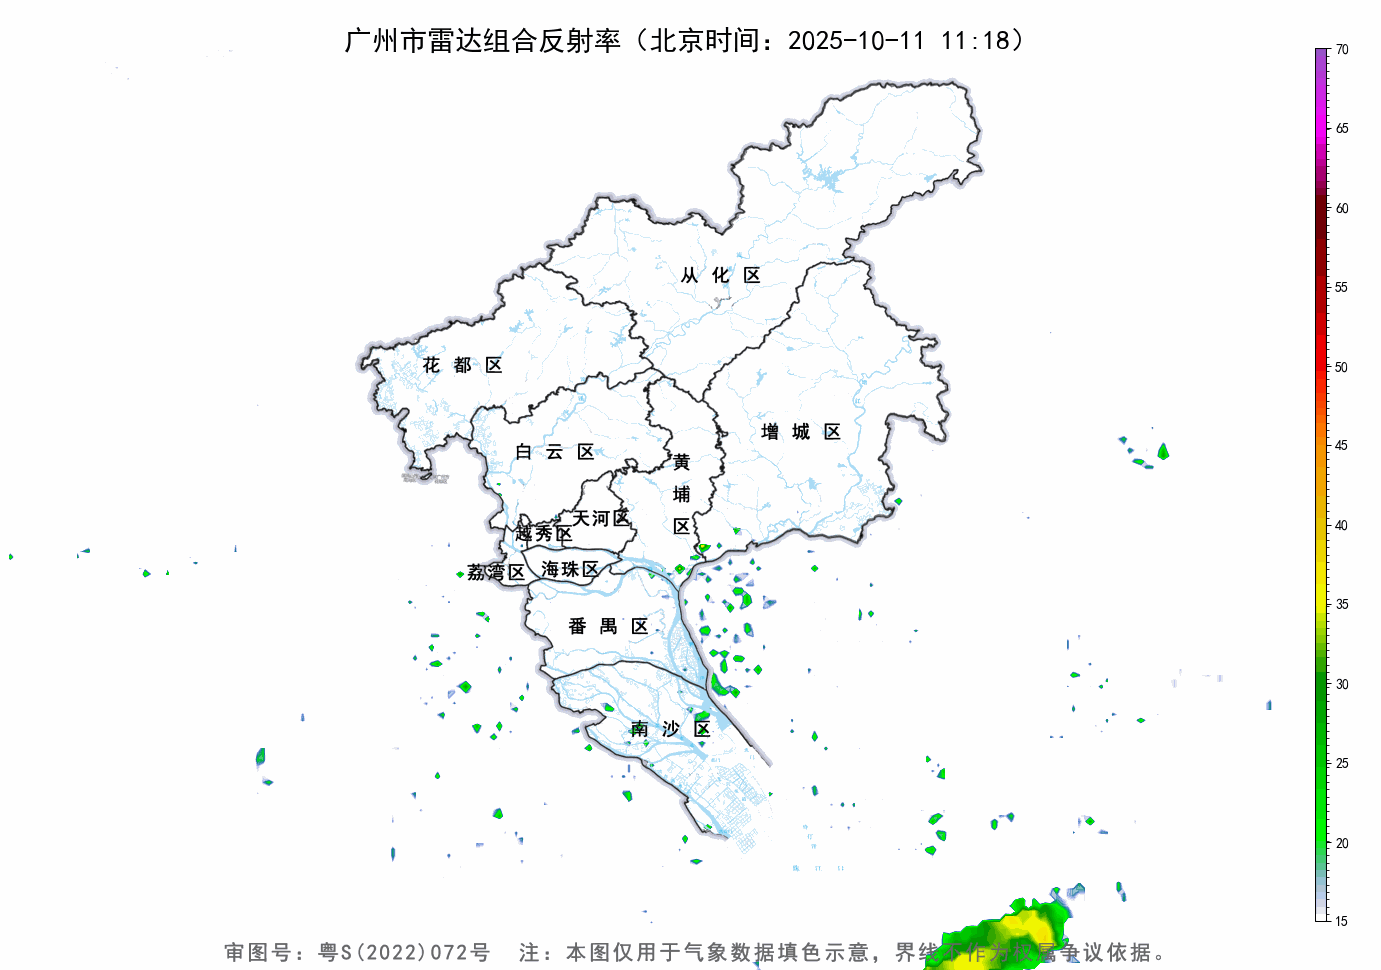 广州市雷达组合反射率（北京时间：2025-10-11 11:18）
70
65
60
55
50
45
40
35
30
25
20
15
从化区
花都区
增城区
白云区
黄埔区
天河区
越秀区
海珠区
荔湾区
番禺区
南沙区
审图号：粤S(2022)072号 注：本图仅用于气象数据填色示意，界线不作为权属争议依据。